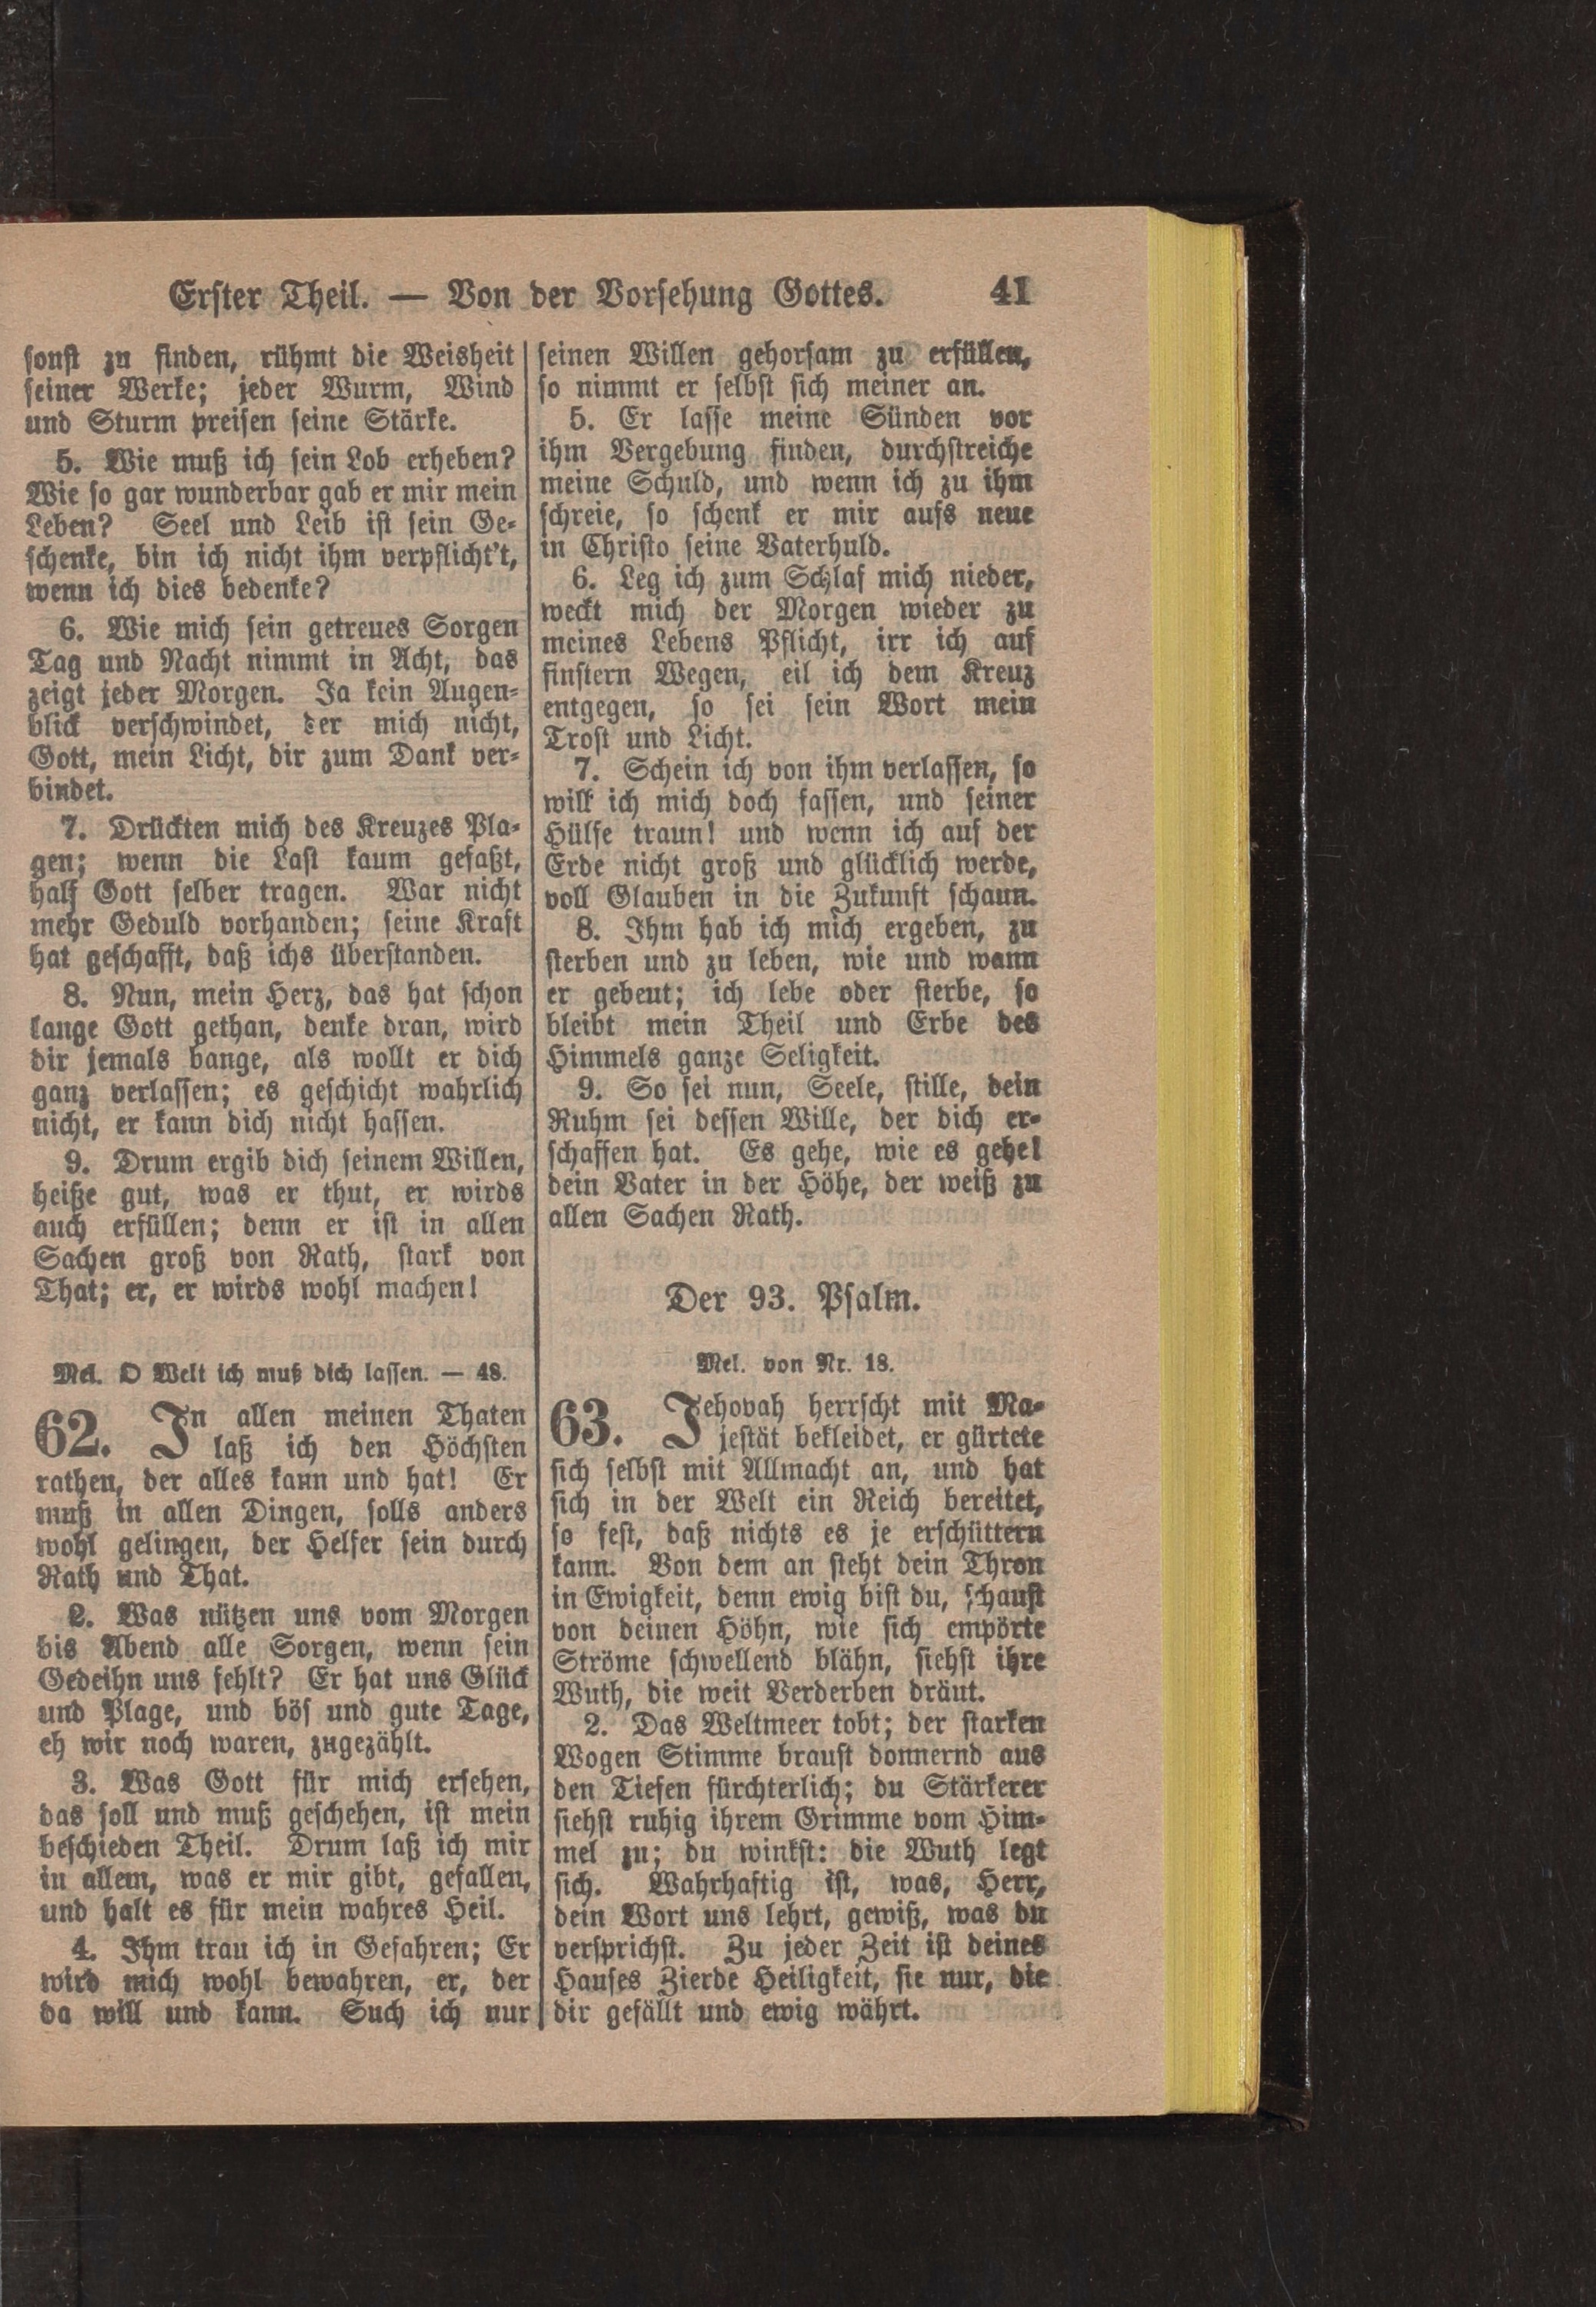 Erster Theil. — Von der Vorsehung Gottes. 41
sonst zu finden, rühmt die Weisheit
seiner Werke; jeder Wurm, Wind
und Sturm preisen seine Stärke.
5. Wie muß ich sein Lob erheben?
Wie so gar wunderbar gab er mir mein
Leben? Seel und Leib ist sein Ge-
schenke, bin ich nicht ihm verpflicht't,
wenn ich dies bedenke?
6. Wie mich sein getreues Sorgen
Tag und Nacht nimmt in Acht, das
zeigt jeder Morgen. Ja kein Augen-
blick verschwindet, der mich nicht,
Gott, mein Licht, dir zum Dank ver-
bindet.
7. Drückten mich des Kreuzes Pla-
gen; wenn die Last kaum gefaßt,
half Gott selber tragen. War nicht
mehr Geduld vorhanden; seine Kraft
hat geschafft, daß ichs überstanden.
8. Nun, mein Herz, das hat schon
lange Gott gethan, denke dran, wird
dir jemals bange, als wollt er dich
ganz verlassen; es geschicht wahrlich
nicht, er kann dich nicht hassen.
9. Drum ergib dich seinem Willen,
heiße gut, was er thut, er wirds
auch erfüllen; denn er ist in allen
Sachen groß von Rath, stark von
That; er, er wirds wohl machen!
Mel. O Welt ich muß dich lassen. — 48.
62. In allen meinen Thaten
laß ich den Höchsten
rathen, der alles kann und hat! Er
muß in allen Dingen, solls anders
wohl gelingen, der Helfer sein durch
Rath und That.
2. Was nützen uns vom Morgen
bis Abend alle Sorgen, wenn sein
Gedeihn uns fehlt? Er hat uns Glück
und Plage, und bös und gute Tage,
eh wir noch waren, zugezählt.
3. Was Gott für mich ersehen,
das soll und muß geschehen, ist mein
beschieden Theil. Drum laß ich mir
in allem, was er mir gibt, gefallen,
und halt es für mein wahres Heil.
4. Ihm trau ich in Gefahren; Er
wird mich wohl bewahren, er, der
da will und kann. Such ich nur
seinen Willen gehorsam zu erfüllen,
so nimmt er selbst sich meiner an.
5. Er lasse meine Sünden vor
ihm Vergebung finden, durchstreiche
meine Schuld, und wenn ich zu ihm
schreie, so schenk er mir aufs neue
in Christo seine Vaterhuld.
6. Leg ich zum Schlaf mich nieder,
weckt mich der Morgen wieder zu
meines Lebens Pflicht, irr ich auf
finstern Wegen, eil ich dem Kreuz
entgegen, so sei sein Wort mein
Trost und Licht.
7. Schein ich von ihm verlassen, so
will ich mich doch fassen, und seiner
Hülfe traun! und wenn ich auf der
Erde nicht groß und glücklich werde,
voll Glauben in die Zukunft schaun.
8. Ihm hab ich mich ergeben, zu
sterben und zu leben, wie und wann
er gebeut; ich lebe oder sterbe, so
bleibt mein Theil und Erbe des
Himmels ganze Seligkeit.
9. So sei nun, Seele, stille, dein
Ruhm sei dessen Wille, der dich er-
schaffen hat. Es gehe, wie es gehe!
dein Vater in der Höhe, der weiß zu
allen Sachen Rath.
Der 93. Psalm.
Mel. von Nr. 18.
63. Jehovah herrscht mit Ma-
jestät bekleidet, er gürtete
sich selbst mit Allmacht an, und hat
sich in der Welt ein Reich bereitet,
so fest, daß nichts es je erschüttern
kann. Von dem an steht dein Thron
in Ewigkeit, denn ewig bist du, schaust
von deinen Höhn, wie sich empörte
Ströme schwellend blähn, siehst ihre
Wuth, die weit Verderben dräut.
2. Das Weltmeer tobt; der starken
Wogen Stimme braust donnernd aus
den Tiefen fürchterlich; du Stärkerer
siehst ruhig ihrem Grimme vom Him-
mel zu; du winkst: die Wuth legt
sich. Wahrhaftig ist, was, Herr,
dein Wort uns lehrt, gewiß, was du
versprichst. Zu jeder Zeit ist deines
Hauses Zierde Heiligkeit, sie nur, die
dir gefällt und ewig währt.